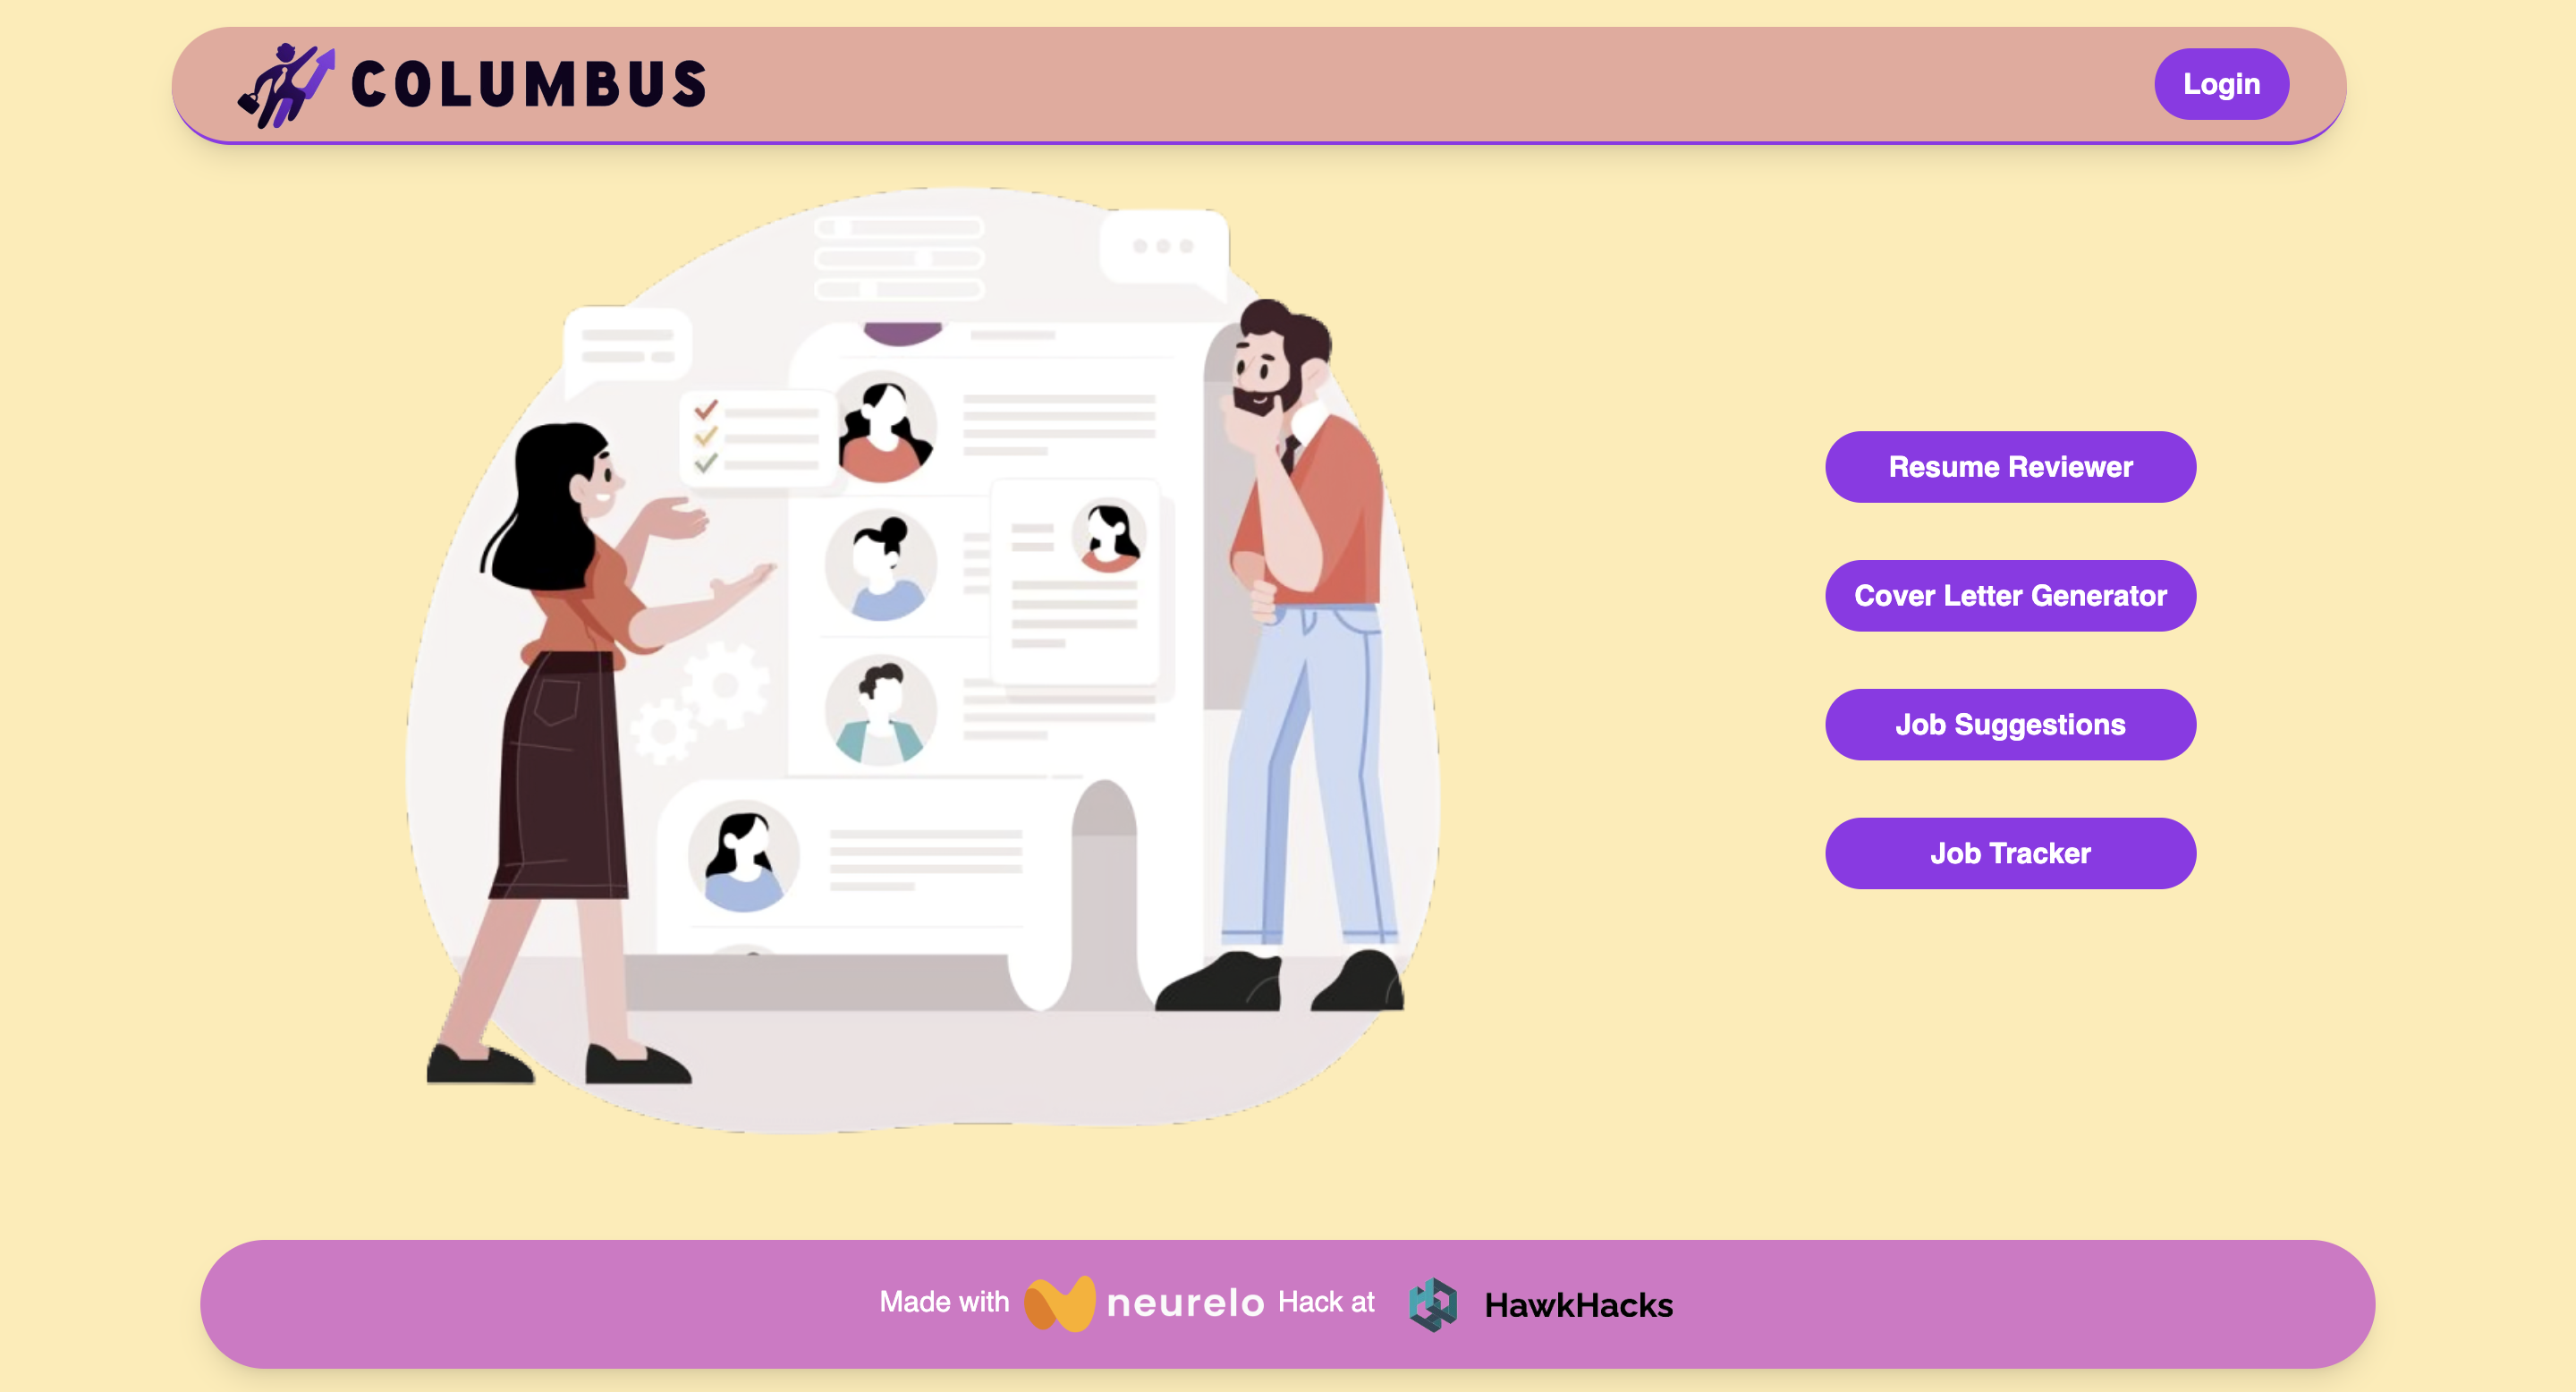 COLUMBUS
Login
Resume Reviewer
Cover Letter Generator
Job Suggestions
Job Tracker
Made with neurelo Hack at HawkHacks